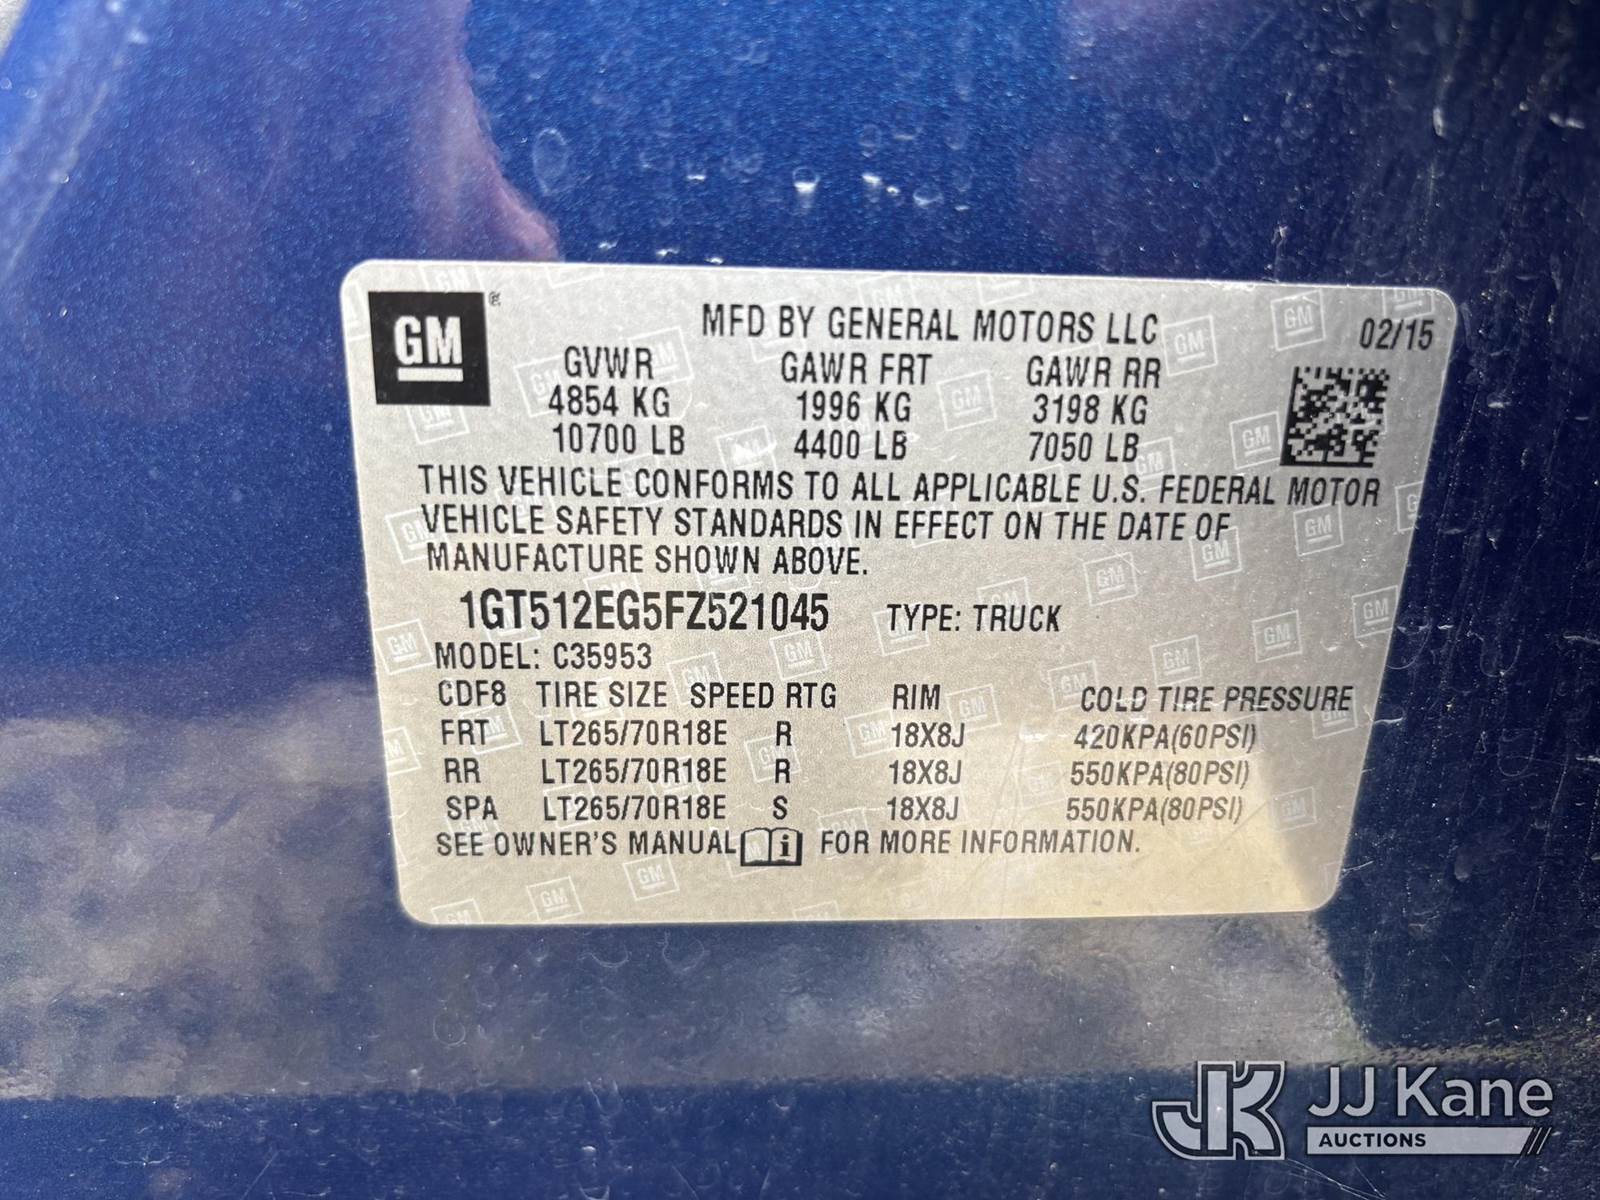 GM®
MFD BY GENERAL MOTORS LLC 02/15
GVWR GAWR FRT GAWR RR
4854 KG 1996 KG 3198 KG
10700 LB 4400 LB 7050 LB
THIS VEHICLE CONFORMS TO ALL APPLICABLE U.S. FEDERAL MOTOR
VEHICLE SAFETY STANDARDS IN EFFECT ON THE DATE OF
MANUFACTURE SHOWN ABOVE.
1GT512EG5FZ521045 TYPE: TRUCK
MODEL: C35953
CDF8 TIRE SIZE SPEED RTG RIM COLD TIRE PRESSURE
FRT LT265/70R18E R 18X8J 420KPA(60PSI)
RR LT265/70R18E R 18X8J 550KPA(80PSI)
SPA LT265/70R18E S 18X8J 550KPA(80PSI)
SEE OWNER'S MANUAL i FOR MORE INFORMATION.
JK JJ Kane
AUCTIONS